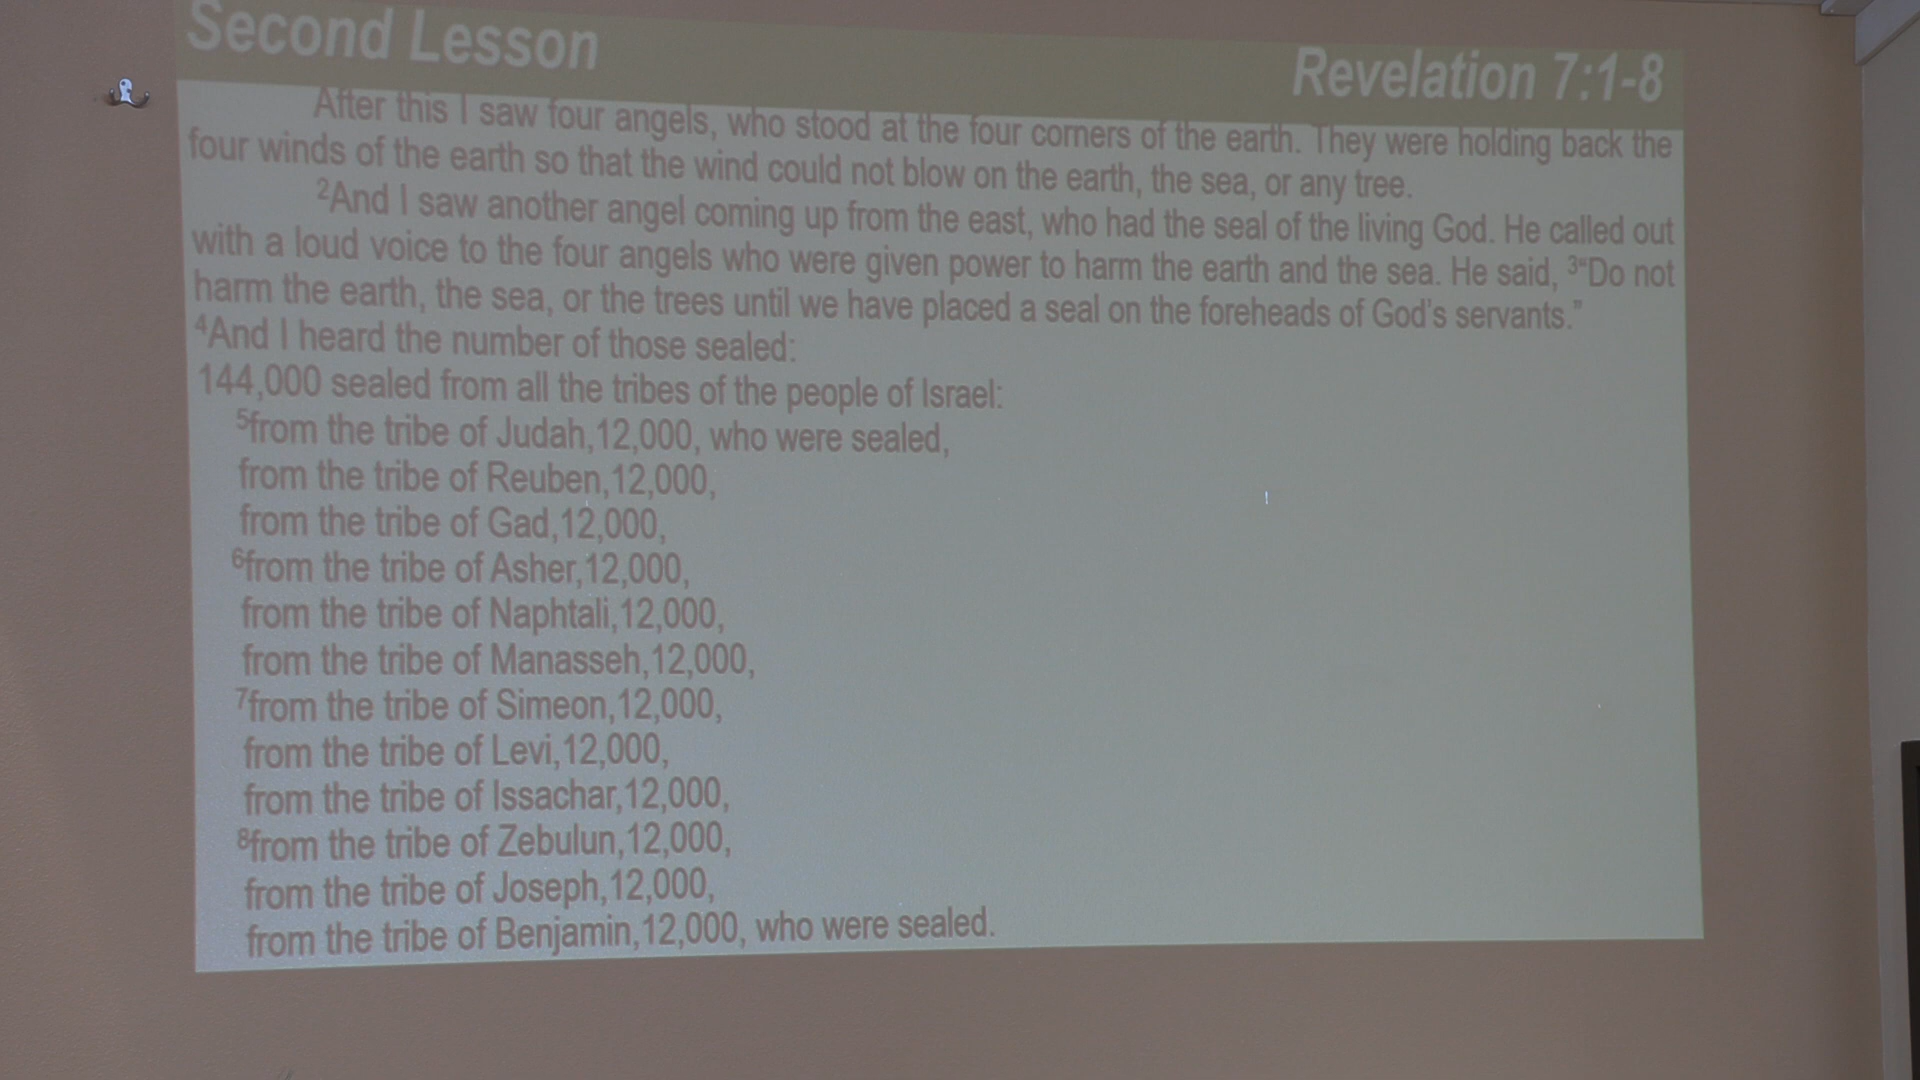 Second Lesson
Revelation 7:1-8
After this I saw four angels, who stood at the four corners of the earth. They were holding back the
four winds of the earth so that the wind could not blow on the earth, the sea, or any tree.
²And I saw another angel coming up from the east, who had the seal of the living God. He called out
with a loud voice to the four angels who were given power to harm the earth and the sea. He said, ³“Do not
harm the earth, the sea, or the trees until we have placed a seal on the foreheads of God's servants.”
⁴And I heard the number of those sealed:
144,000 sealed from all the tribes of the people of Israel:
⁵from the tribe of Judah,12,000, who were sealed,
from the tribe of Reuben,12,000,
from the tribe of Gad,12,000,
⁶from the tribe of Asher,12,000,
from the tribe of Naphtali,12,000,
from the tribe of Manasseh,12,000,
⁷from the tribe of Simeon,12,000,
from the tribe of Levi,12,000,
from the tribe of Issachar,12,000,
⁸from the tribe of Zebulun,12,000,
from the tribe of Joseph,12,000,
from the tribe of Benjamin,12,000, who were sealed.